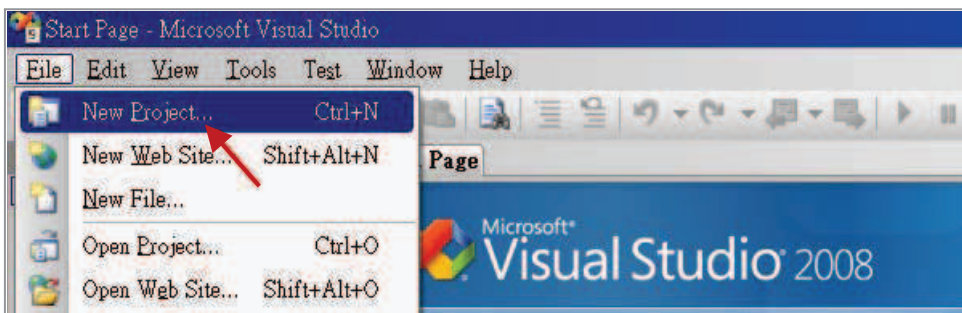 Start Page - Microsoft Visual Studio
File Edit View Tools Test Window Help
New Project... Ctrl+N
New Web Site... Shift+Alt+N
Page
New File...
Open Project... Ctrl+O
Open Web Site... Shift+Alt+O
Microsoft®
Visual Studio 2008